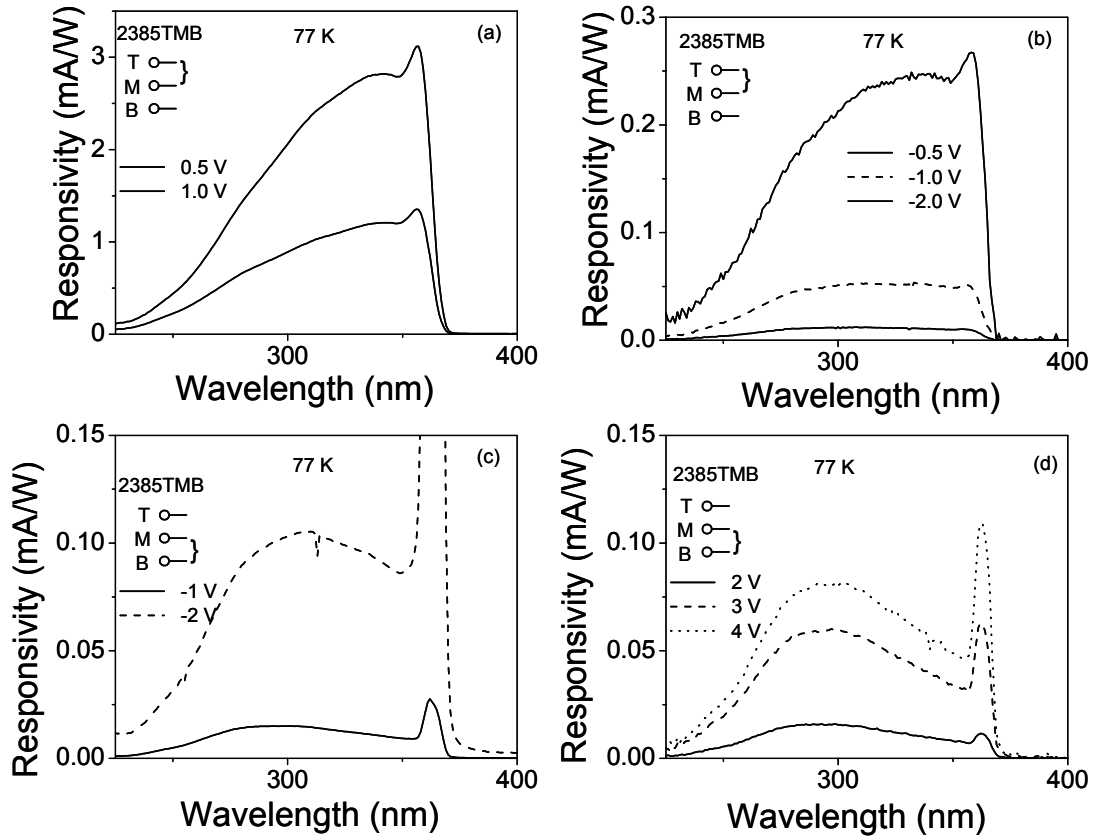 2385TMB
77 K
(a)
T
M
}
B
0.5 V
1.0 V
3
2
1
0
300
400
Responsivity (mA/W)
Wavelength (nm)
2385TMB
77 K
(b)
T
M
}
B
-0.5 V
-1.0 V
-2.0 V
0.3
0.2
0.1
0.0
300
400
Responsivity (mA/W)
Wavelength (nm)
2385TMB
77 K
(c)
T
M
B
}
-1 V
-2 V
0.15
0.10
0.05
0.00
300
400
Responsivity (mA/W)
Wavelength (nm)
2385TMB
77 K
(d)
T
M
B
}
2 V
3 V
4 V
0.15
0.10
0.05
0.00
300
400
Responsivity (mA/W)
Wavelength (nm)